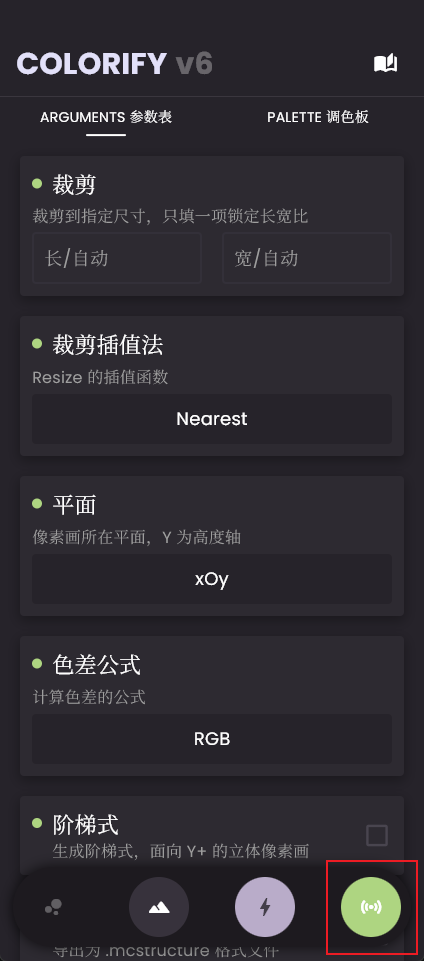 COLORIFY v6
ARGUMENTS 参数表
PALETTE 调色板
裁剪
裁剪到指定尺寸，只填一项锁定长宽比
长/自动
宽/自动
裁剪插值法
Resize 的插值函数
Nearest
平面
像素画所在平面，Y 为高度轴
xOy
色差公式
计算色差的公式
RGB
阶梯式
生成阶梯式，面向 Y+ 的立体像素画
导出为 .mcstructure 格式文件